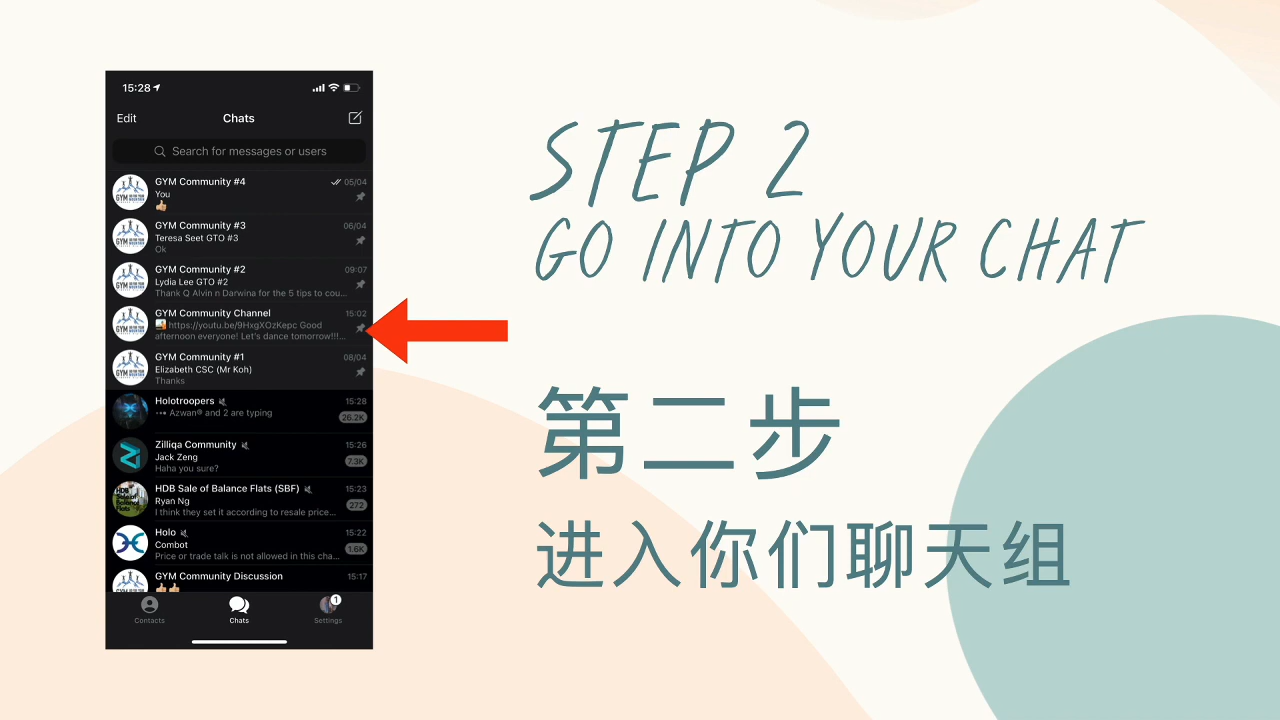 15:28
Edit
Chats
Search for messages or users
GYM Community #4
05/04
You
👍🏼
GYM Community #3
06/04
Teresa Seet GTO #3
Ok
GYM Community #2
09:07
Lydia Lee GTO #2
Thank Q Alvin n Darwina for the 5 tips to cou...
GYM Community Channel
15:02
https://youtu.be/9HxgXOzKepc Good
afternoon everyone! Let's dance tomorrow!!!...
GYM Community #1
08/04
Elizabeth CSC (Mr Koh)
Thanks
Holotroopers
15:28
Azwan® and 2 are typing
26.2K
Zilliqa Community
15:26
Jack Zeng
7.3K
Haha you sure?
HDB Sale of Balance Flats (SBF)
15:23
Ryan Ng
272
I think they set it according to resale price...
Holo
15:22
Combot
1.6K
Price or trade talk is not allowed in this cha...
GYM Community Discussion
15:17
👍🏼👍🏼
Contacts
Chats
1
Settings
STEP 2
GO INTO YOUR CHAT
第二步
进入你们聊天组